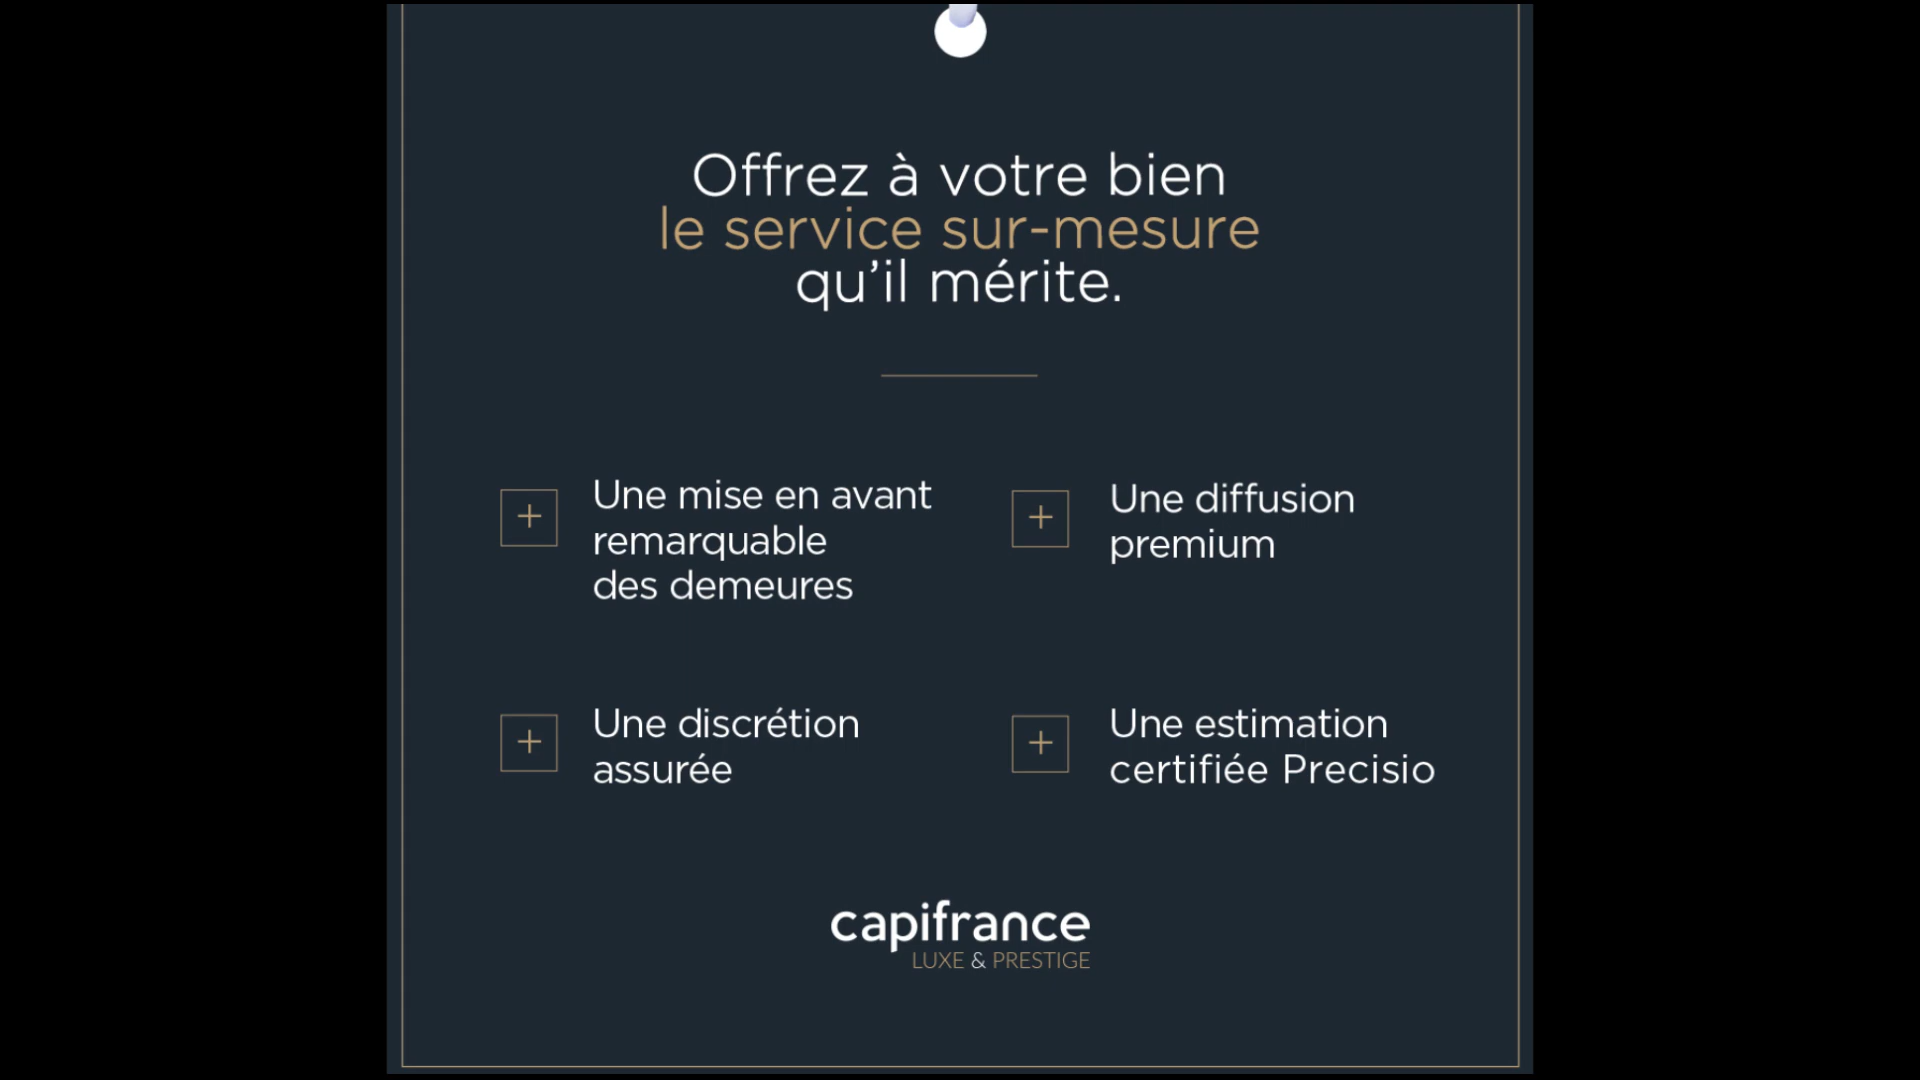 Offrez à votre bien
le service sur-mesure
qu’il mérite.
Une mise en avant
remarquable
des demeures
Une diffusion
premium
Une discrétion
assurée
Une estimation
certifiée Precisio
capifrance
LUXE & PRESTIGE